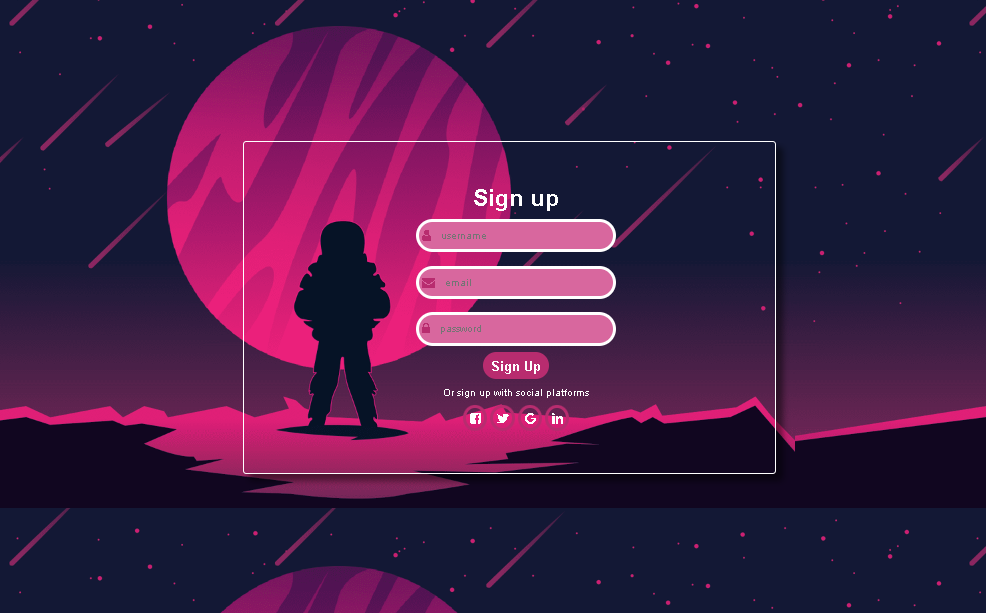 Sign up
username
email
password
Sign Up
Or sign up with social platforms